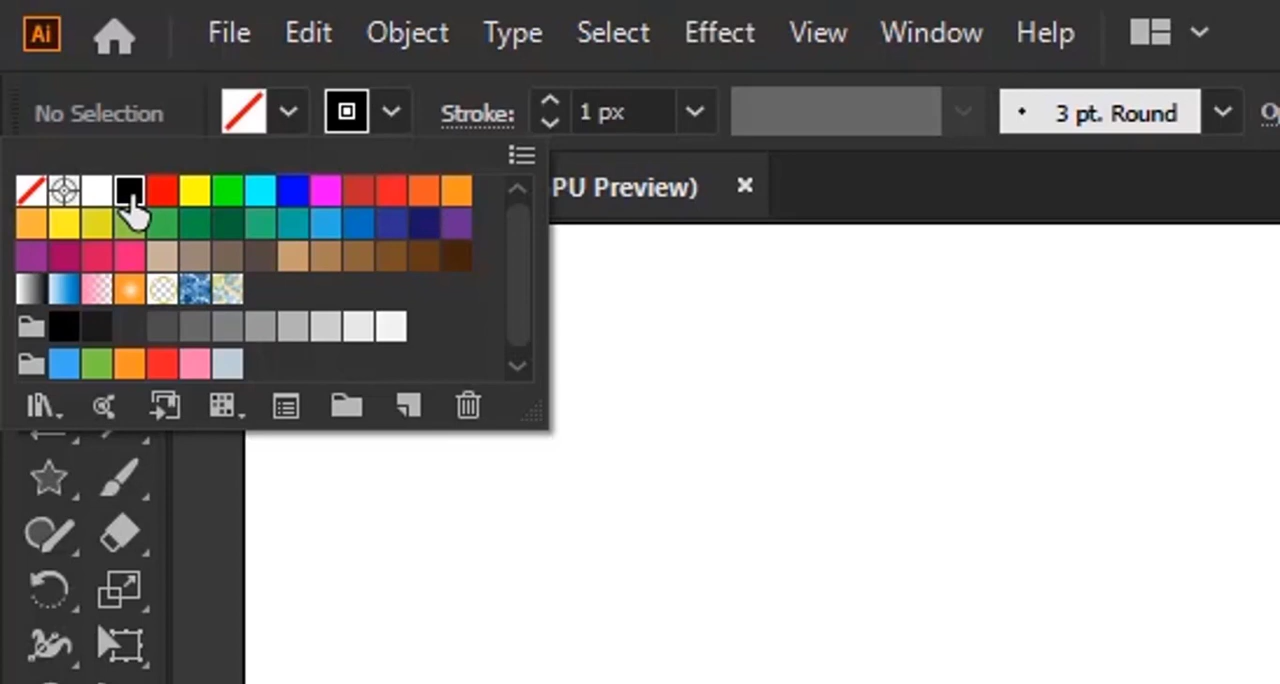 Ai File Edit Object Type Select Effect View Window Help
No Selection Stroke: 1 px 3 pt. Round
PU Preview) ×